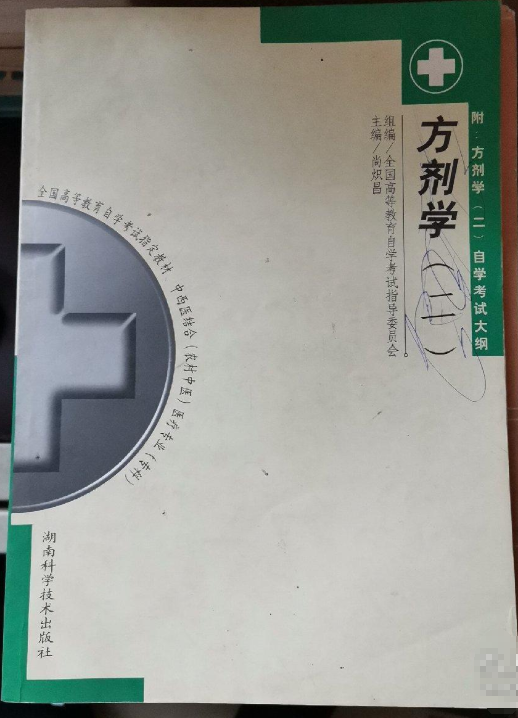 附：方剂学（二）自学考试大纲
方剂学（二）
组编/全国高等教育自学考试指导委员会
主编/尚炽昌
全国高等教育自学考试指定教材 中西医结合（农村中医）医疗专业（专科）
湖南科学技术出版社